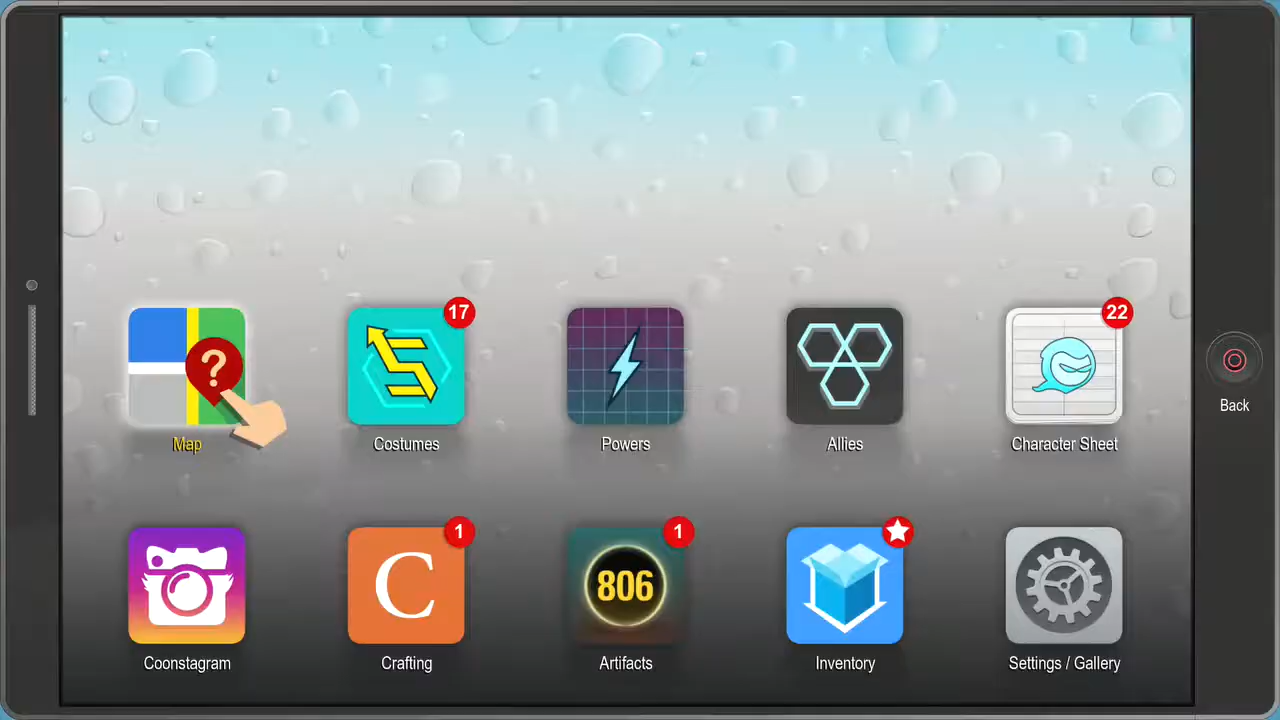 ?
17
22
Map
Costumes
Powers
Allies
Character Sheet
Back
1
1
C
806
Coonstagram
Crafting
Artifacts
Inventory
Settings / Gallery